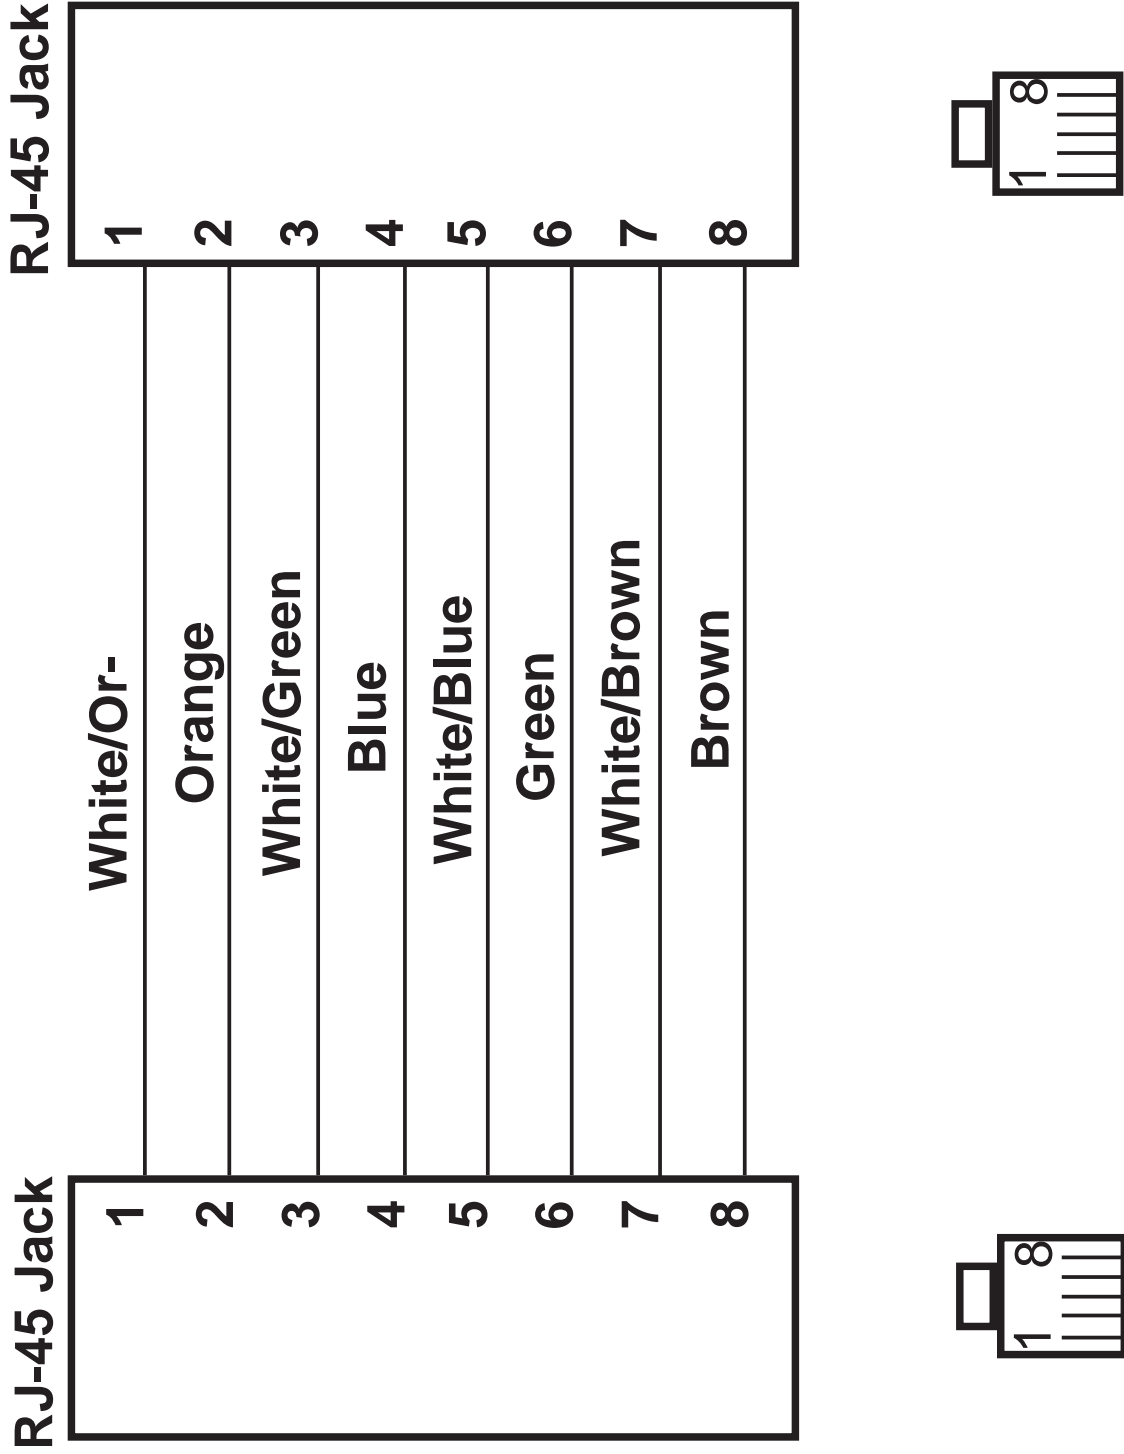 RJ-45 Jack
RJ-45 Jack
1 White/Or- 1
2 Orange 2
3 White/Green 3
4 Blue 4
5 White/Blue 5
6 Green 6
7 White/Brown 7
8 Brown 8
1 8
1 8